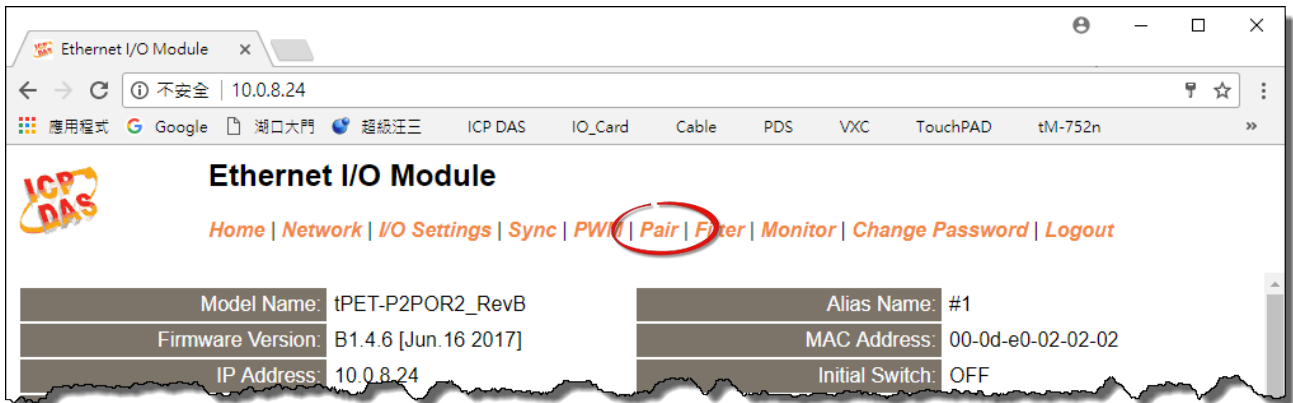 Ethernet I/O Module
不安全 | 10.0.8.24
應用程式 Google 湖口大門 超級汪三 ICP DAS IO_Card Cable PDS VXC TouchPAD tM-752n »
ICP DAS
Ethernet I/O Module
Home | Network | I/O Settings | Sync | PWM | Pair | Filter | Monitor | Change Password | Logout
Model Name: tPET-P2POR2_RevB Alias Name: #1
Firmware Version: B1.4.6 [Jun.16 2017] MAC Address: 00-0d-e0-02-02-02
IP Address: 10.0.8.24 Initial Switch: OFF